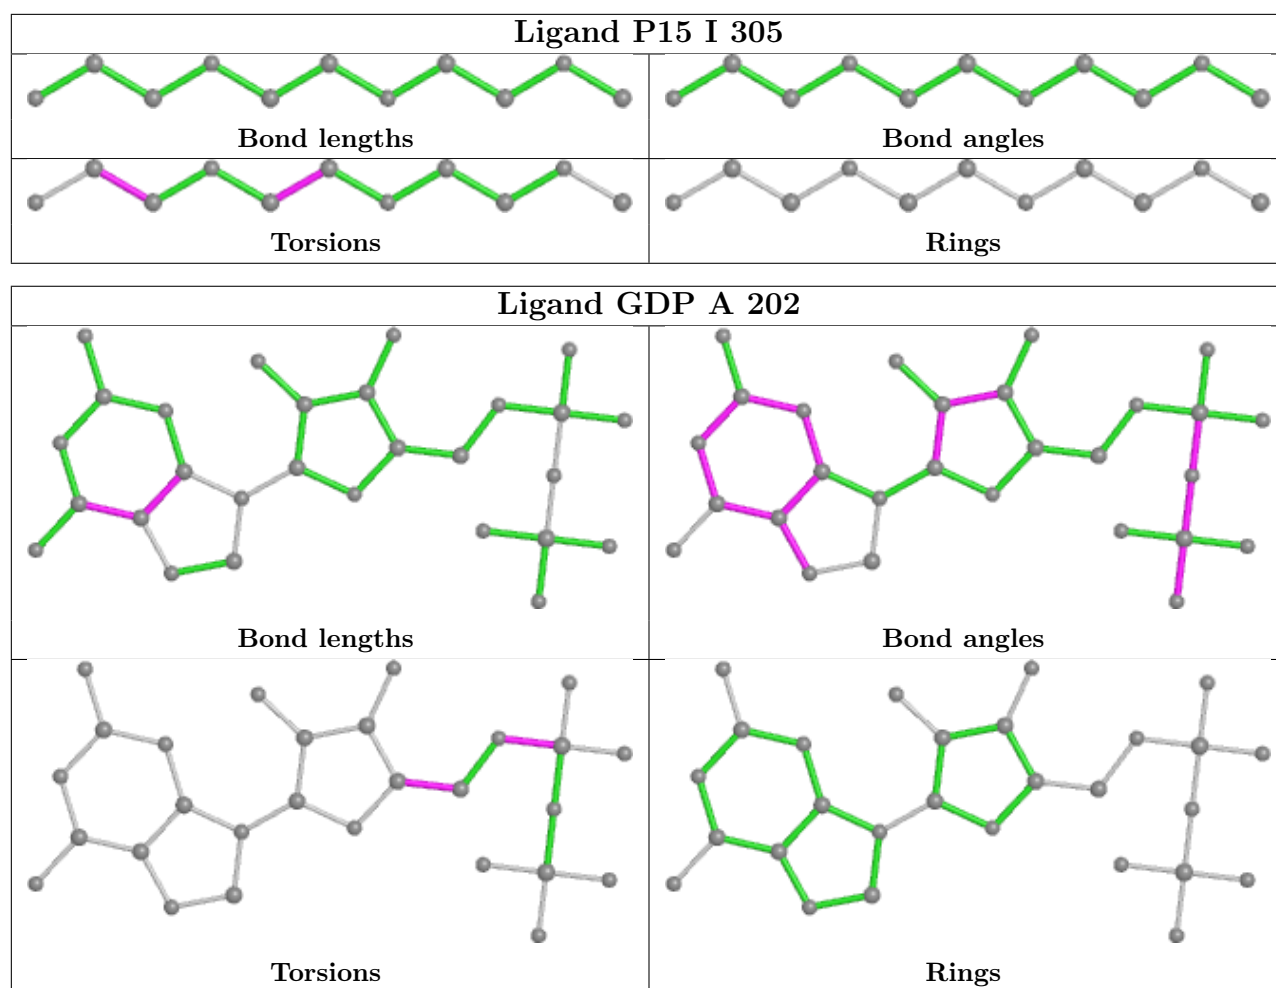 Ligand P15 I 305
Bond lengths
Bond angles
Torsions
Rings
Ligand GDP A 202
Bond lengths
Bond angles
Torsions
Rings